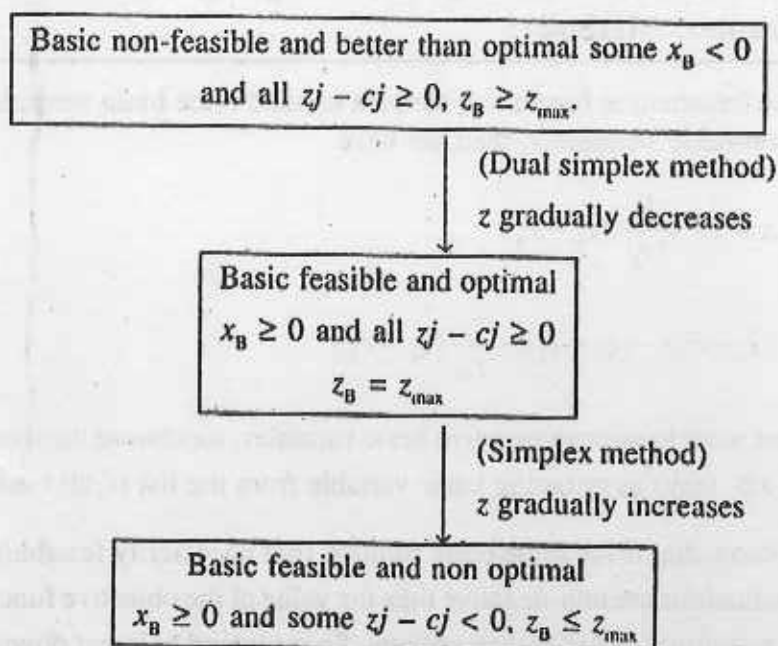 Basic non-feasible and better than optimal some x_B < 0
and all zj − cj ≥ 0, z_B ≥ z_max.
(Dual simplex method)
z gradually decreases
Basic feasible and optimal
x_B ≥ 0 and all zj − cj ≥ 0
z_B = z_max
(Simplex method)
z gradually increases
Basic feasible and non optimal
x_B ≥ 0 and some zj − cj < 0, z_B ≤ z_max